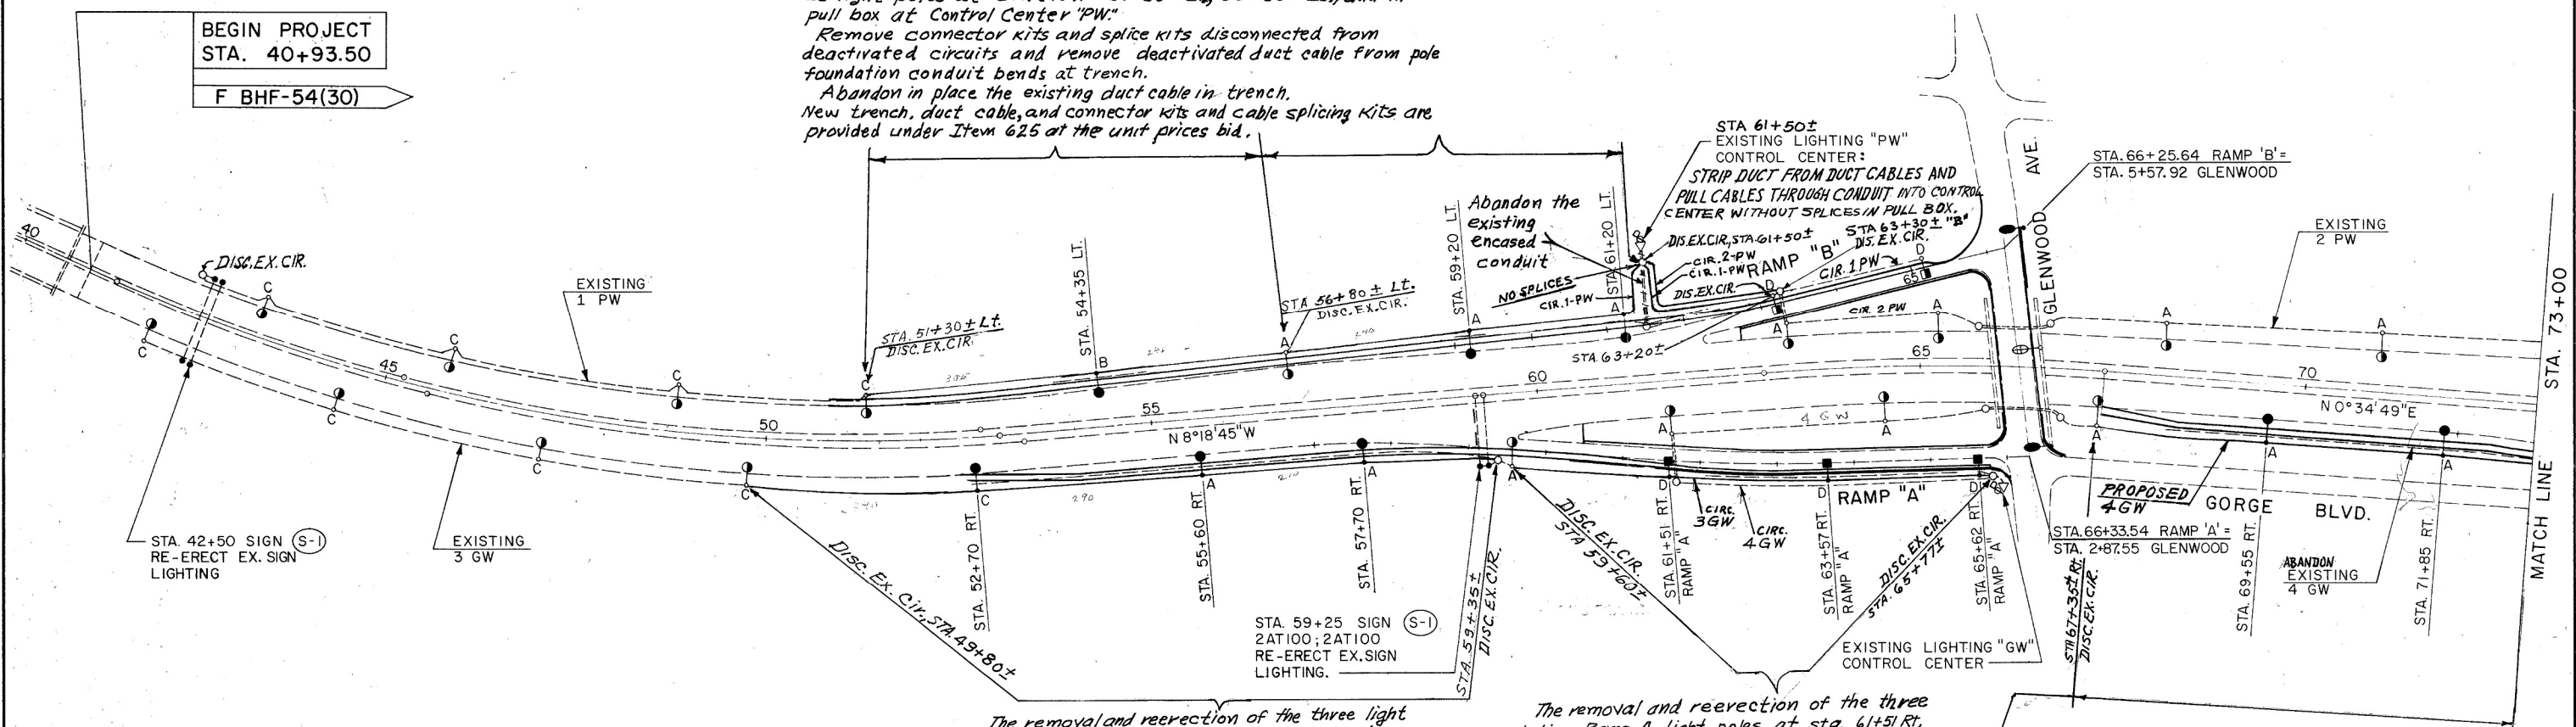 BEGIN PROJECT
STA. 40+93.50
F BHF-54(30)
pull box at Control Center "PW."
Remove connector kits and splice kits disconnected from
deactivated circuits and remove deactivated duct cable from pole
foundation conduit bends at trench.
Abandon in place the existing duct cable in trench.
New trench, duct cable, and connector kits and cable splicing kits are
provided under Item 625 at the unit prices bid.
STA 61+50±
EXISTING LIGHTING "PW"
CONTROL CENTER:
STRIP DUCT FROM DUCT CABLES AND
PULL CABLES THROUGH CONDUIT INTO CONTROL
CENTER WITHOUT SPLICES IN PULL BOX.
STA 63+30± "B"
DIS. EX. CIR.
DIS.EX.CIR, STA.61+50±
Abandon the
existing
encased
conduit
NO SPLICES
CIR.1-PW
CIR.2-PW
CIR.1-PW
RAMP "B"
CIR. 1 PW
DIS.EX.CIR.
CIR. 2 PW
STA.63+20±
GLENWOOD AVE.
STA. 66+25.64 RAMP 'B'=
STA. 5+57.92 GLENWOOD
EXISTING
2 PW
STA. 73+00
MATCH LINE
40
DISC.EX.CIR.
C
C
C
C
EXISTING
1 PW
STA. 51+30± Lt.
DISC.EX.CIR.
C
STA. 54+35 LT.
B
STA 56+80± Lt.
DISC.EX.CIR.
A
STA. 59+20 LT.
A
STA. 61+20 LT.
A
D
D
A
A
A
A
240
45
50
55
60
65
65
70
N 8°18'45"W
N 0°34'49"E
4 GW
C
C
C
C
C
A
A
A
A
A
A
A
A
D
D
D
290
210
STA. 42+50 SIGN S-1
RE-ERECT EX. SIGN
LIGHTING
EXISTING
3 GW
Disc. Ex. Cir., STA.49+80±
STA. 52+70 RT.
STA. 55+60 RT.
STA. 57+70 RT.
STA. 59+25 SIGN S-1
2AT100; 2AT100
RE-ERECT EX.SIGN
LIGHTING.
STA. 59+35±
DISC.EX.CIR.
DISC.EX.CIR.
STA 59+60±
STA. 61+51 RT.
RAMP "A"
CIRC.
3GW
CIRC.
4GW
STA. 63+57 RT.
RAMP "A"
RAMP "A"
DISC.EX.CIR.
STA. 65+77±
STA. 65+62 RT.
RAMP "A"
EXISTING LIGHTING "GW"
CONTROL CENTER
STA.66+33.54 RAMP 'A'=
STA. 2+87.55 GLENWOOD
STA 67+35± Rt.
DISC.EX.CIR.
PROPOSED
4GW
GORGE BLVD.
STA. 69+55 RT.
ABANDON
EXISTING
4 GW
STA. 71+85 RT.
The removal and reerection of the three light
The removal and reerection of the three
Ramp A light poles at sta. 61+51 Rt.